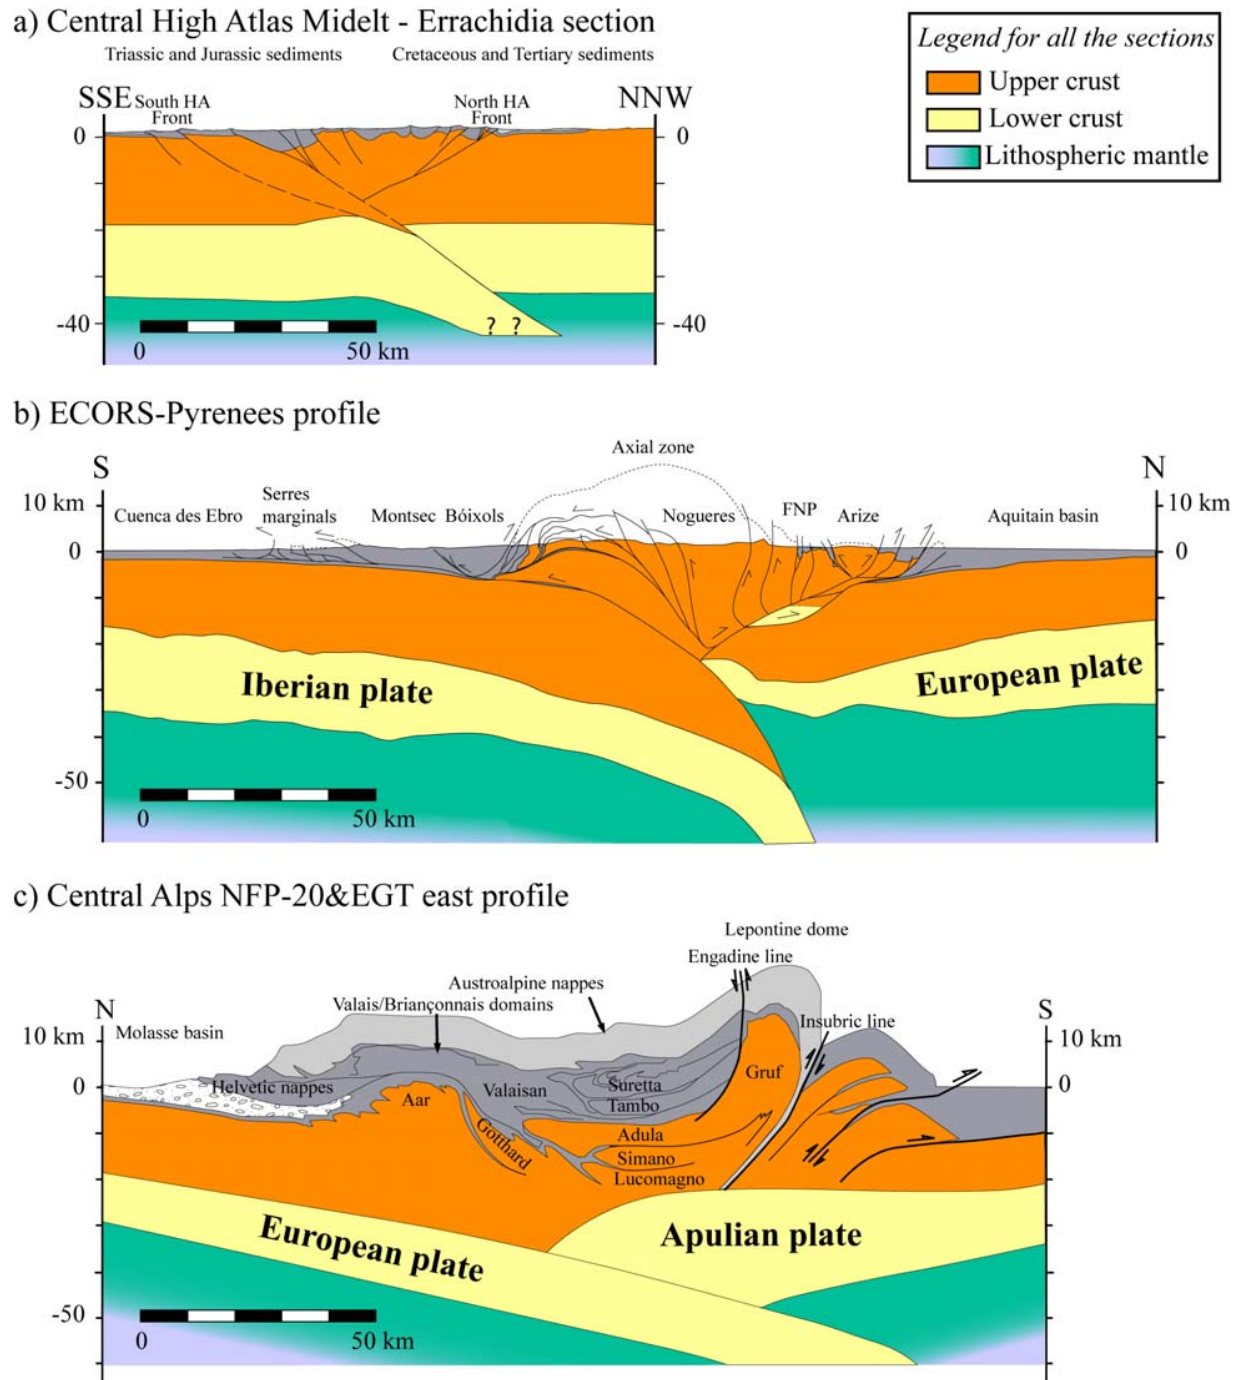 a) Central High Atlas Midelt - Errachidia section
Triassic and Jurassic sediments
Cretaceous and Tertiary sediments
SSE
South HA
Front
North HA
Front
NNW
0
0
-40
-40
? ?
0
50 km
Legend for all the sections
Upper crust
Lower crust
Lithospheric mantle
b) ECORS-Pyrenees profile
Axial zone
S
N
10 km
10 km
Cuenca des Ebro
Serres
marginals
Montsec
Bóixols
Nogueres
FNP
Arize
Aquitain basin
0
0
Iberian plate
European plate
-50
0
50 km
c) Central Alps NFP-20&EGT east profile
Lepontine dome
Engadine line
Austroalpine nappes
Valais/Briançonnais domains
N
S
Molasse basin
Insubric line
10 km
10 km
0
0
Helvetic nappes
Aar
Valaisan
Suretta
Tambo
Gruf
Gotthard
Adula
Simano
Lucomagno
European plate
Apulian plate
-50
0
50 km